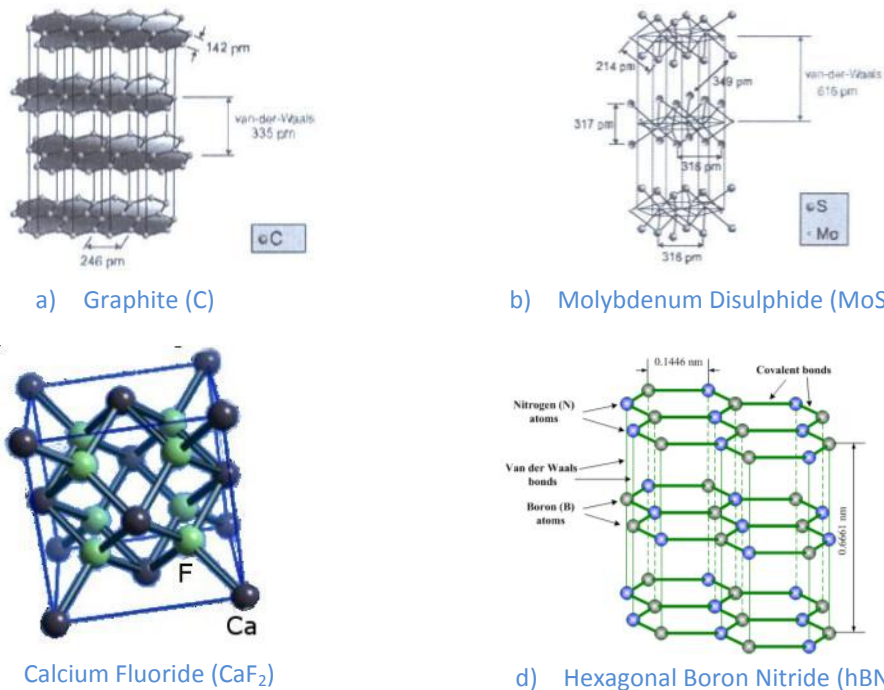 142 pm
van-der-Waals
335 pm
C
246 pm
a) Graphite (C)
214 pm
349 pm
van-der-Waals
616 pm
317 pm
316 pm
S
Mo
316 pm
b) Molybdenum Disulphide (MoS
F
Ca
Calcium Fluoride (CaF₂)
0.1446 nm
Covalent bonds
Nitrogen (N)
atoms
Van der Waals
bonds
Boron (B)
atoms
0.6661 nm
d) Hexagonal Boron Nitride (hBN